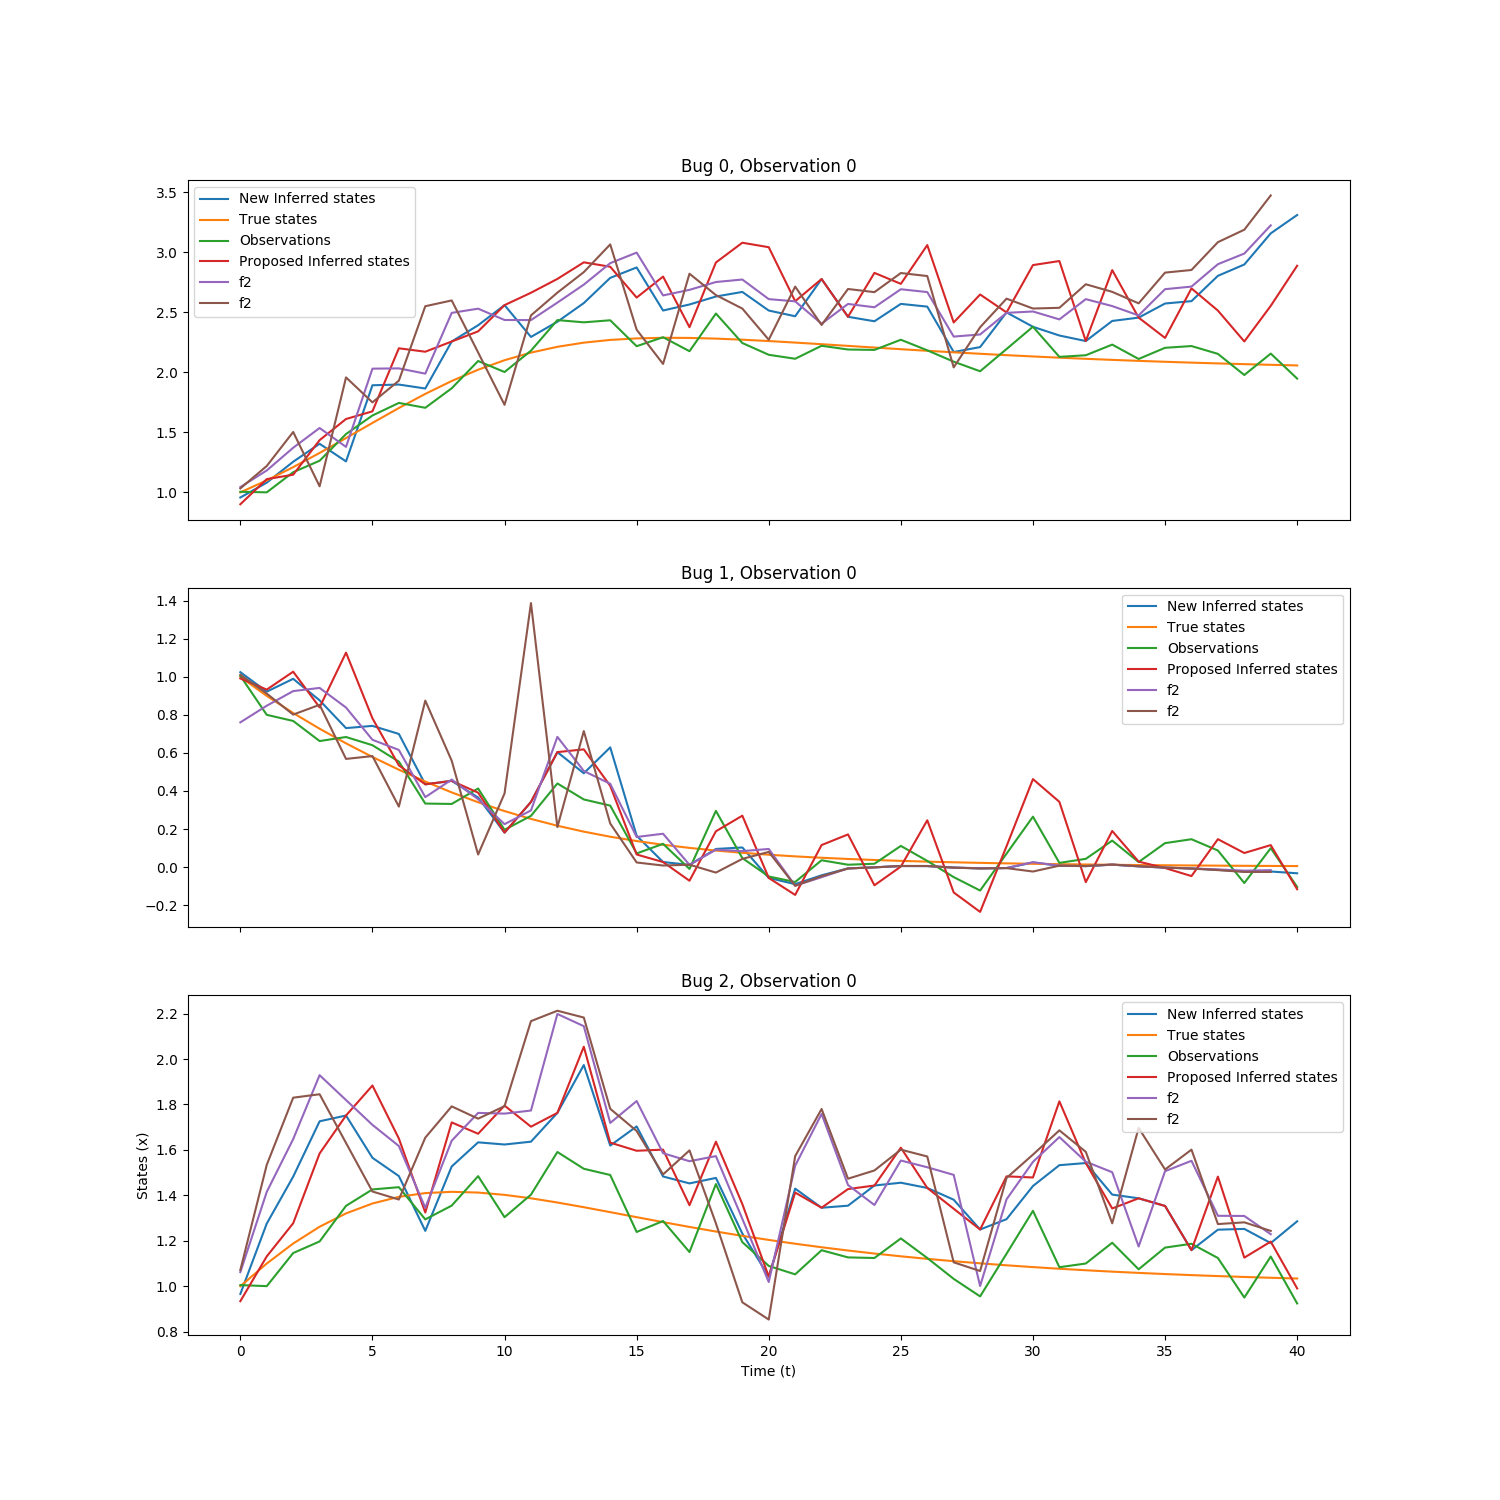 Bug 0, Observation 0
3.5
3.0
2.5
2.0
1.5
1.0
New Inferred states
True states
Observations
Proposed Inferred states
f2
f2
Bug 1, Observation 0
1.4
1.2
1.0
0.8
0.6
0.4
0.2
0.0
−0.2
New Inferred states
True states
Observations
Proposed Inferred states
f2
f2
Bug 2, Observation 0
States (x)
2.2
2.0
1.8
1.6
1.4
1.2
1.0
0.8
New Inferred states
True states
Observations
Proposed Inferred states
f2
f2
0 5 10 15 20 25 30 35 40
Time (t)